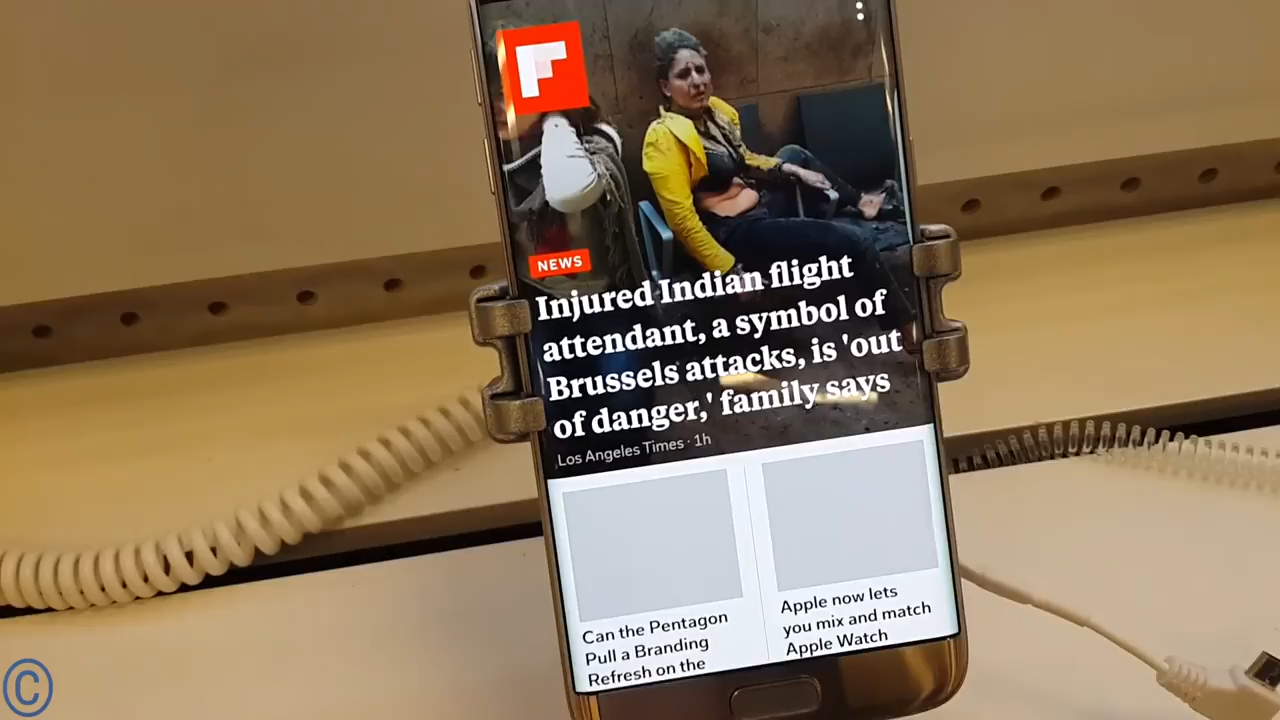 F
NEWS
Injured Indian flight
attendant, a symbol of
Brussels attacks, is 'out
of danger,' family says
Los Angeles Times · 1h
Can the Pentagon
Pull a Branding
Refresh on the
Apple now lets
you mix and match
Apple Watch
©